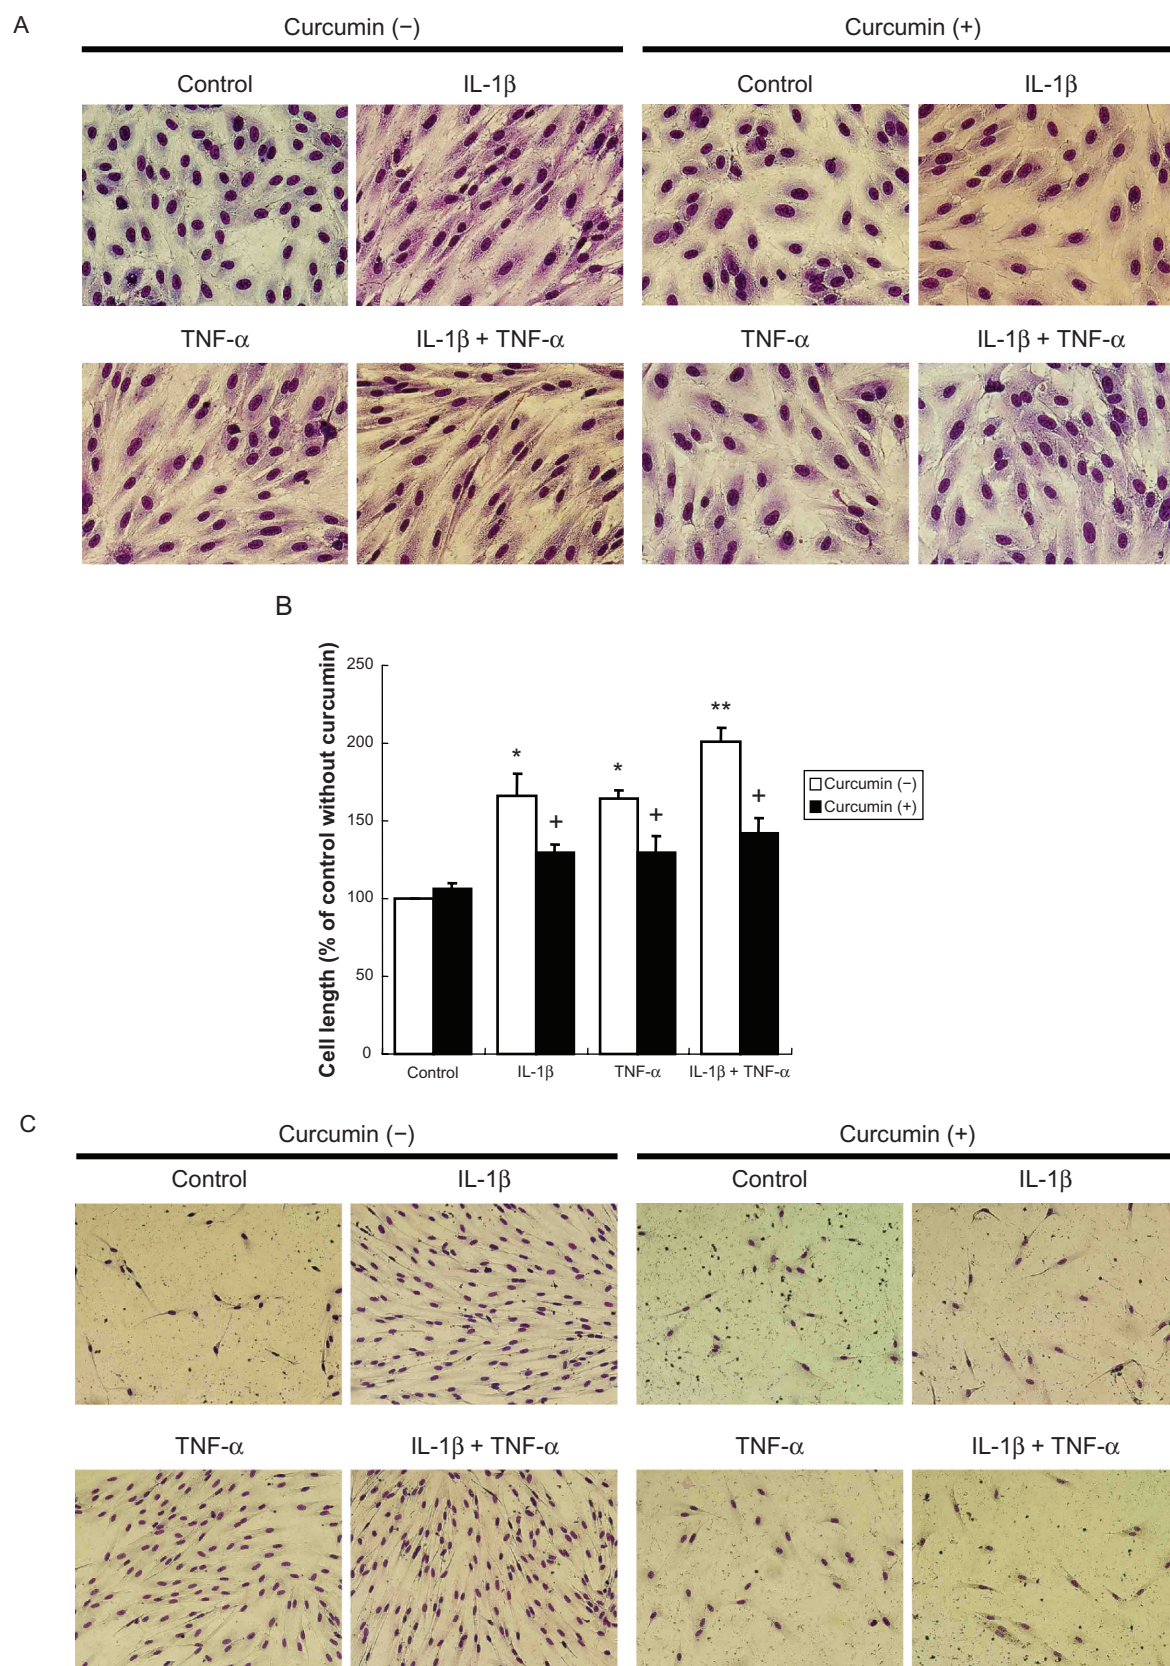 A
Curcumin (−) Curcumin (+)
Control IL-1β Control IL-1β
TNF-α IL-1β + TNF-α TNF-α IL-1β + TNF-α
B
Cell length (% of control without curcumin)
250
200
150
100
50
0
* * **
+ + +
Control IL-1β TNF-α IL-1β + TNF-α
Curcumin (−)
Curcumin (+)
C
Curcumin (−) Curcumin (+)
Control IL-1β Control IL-1β
TNF-α IL-1β + TNF-α TNF-α IL-1β + TNF-α